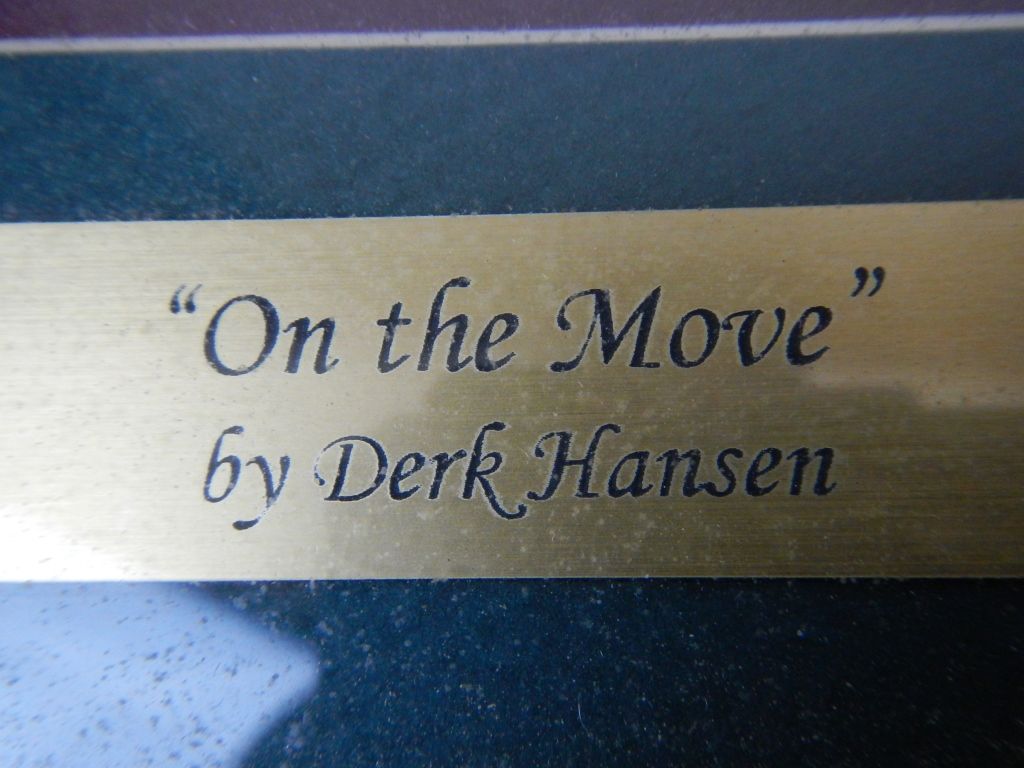 “On the Move”
by Derk Hansen